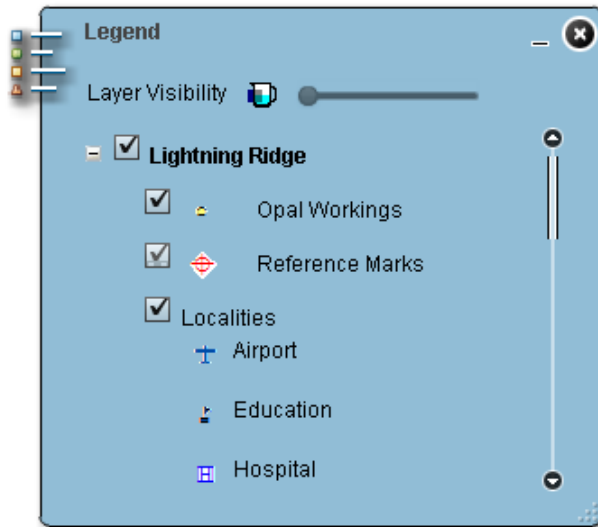 Legend
Layer Visibility
Lightning Ridge
Opal Workings
Reference Marks
Localities
Airport
Education
Hospital